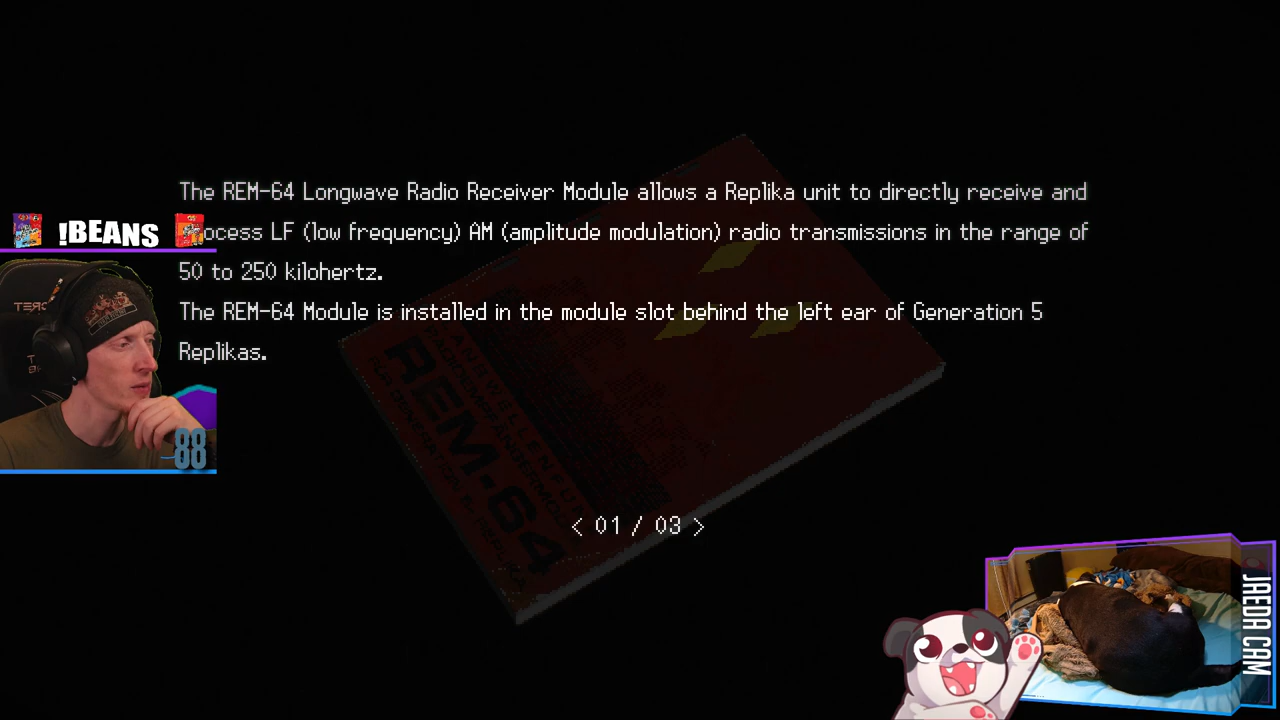 The REM-64 Longwave Radio Receiver Module allows a Replika unit to directly receive and
ocess LF (low frequency) AM (amplitude modulation) radio transmissions in the range of
!BEANS
50 to 250 kilohertz.
The REM-64 Module is installed in the module slot behind the left ear of Generation 5
Replikas.
REM-64
88
< 01 / 03 >
JAEDA CAM